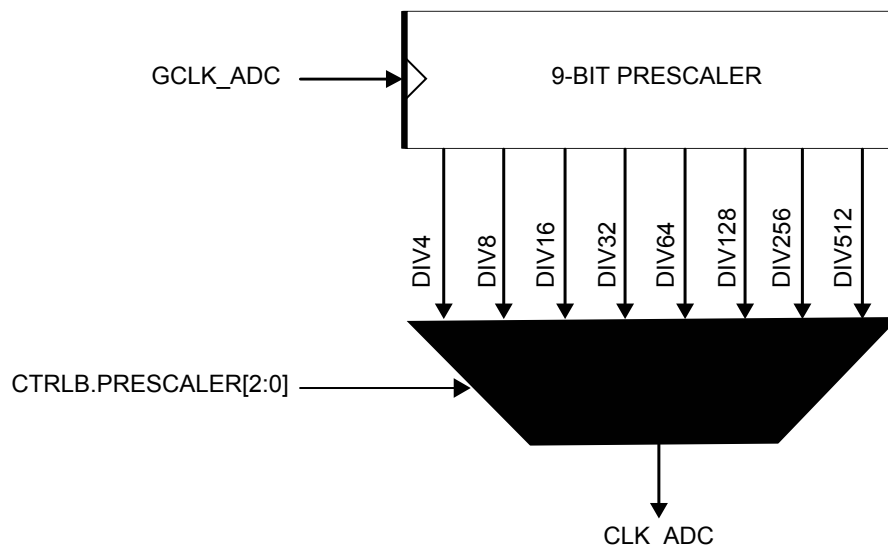 GCLK_ADC
9-BIT PRESCALER
DIV4
DIV8
DIV16
DIV32
DIV64
DIV128
DIV256
DIV512
CTRLB.PRESCALER[2:0]
CLK_ADC